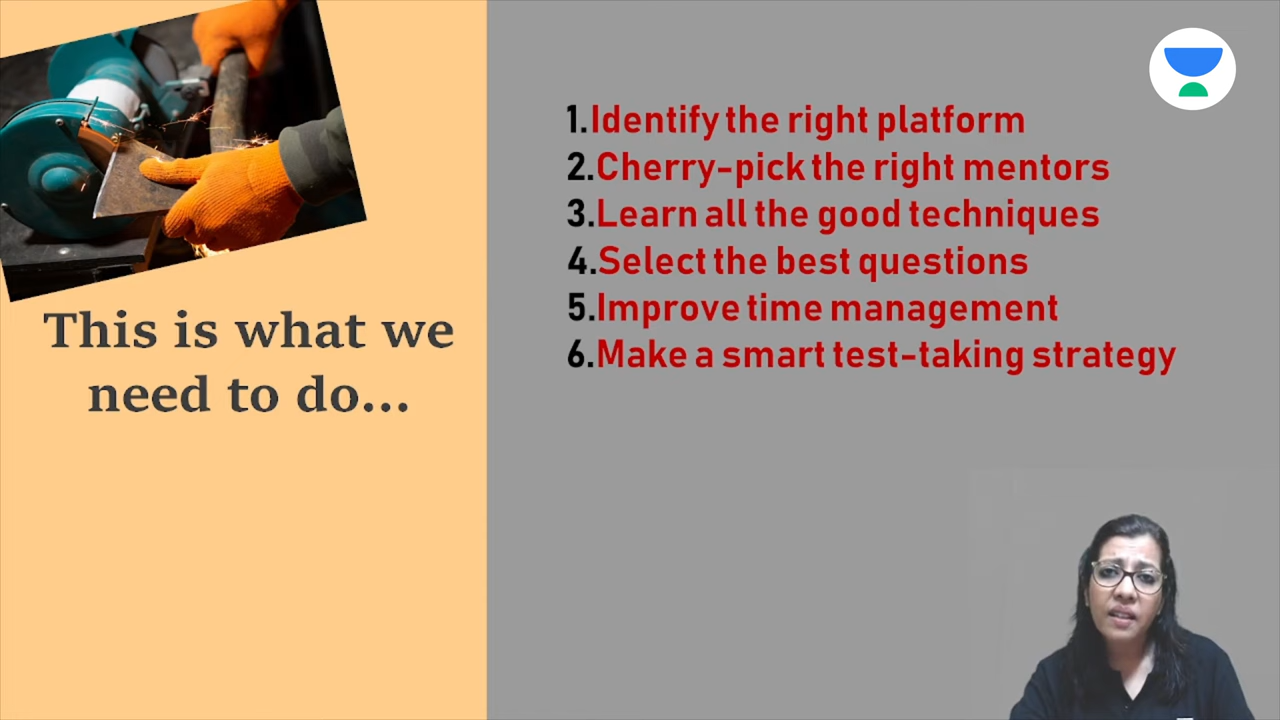 This is what we
need to do...
1.Identify the right platform
2.Cherry-pick the right mentors
3.Learn all the good techniques
4.Select the best questions
5.Improve time management
6.Make a smart test-taking strategy